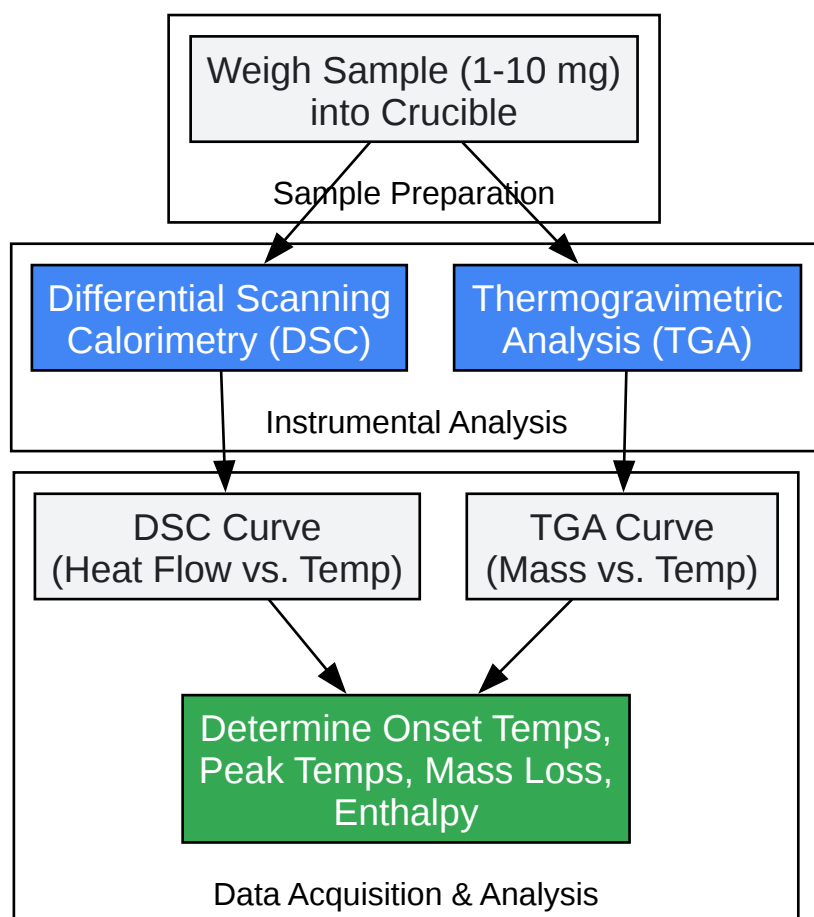 Weigh Sample (1-10 mg)
into Crucible
Sample Preparation
Differential Scanning
Calorimetry (DSC)
Thermogravimetric
Analysis (TGA)
Instrumental Analysis
DSC Curve
(Heat Flow vs. Temp)
TGA Curve
(Mass vs. Temp)
Determine Onset Temps,
Peak Temps, Mass Loss,
Enthalpy
Data Acquisition & Analysis